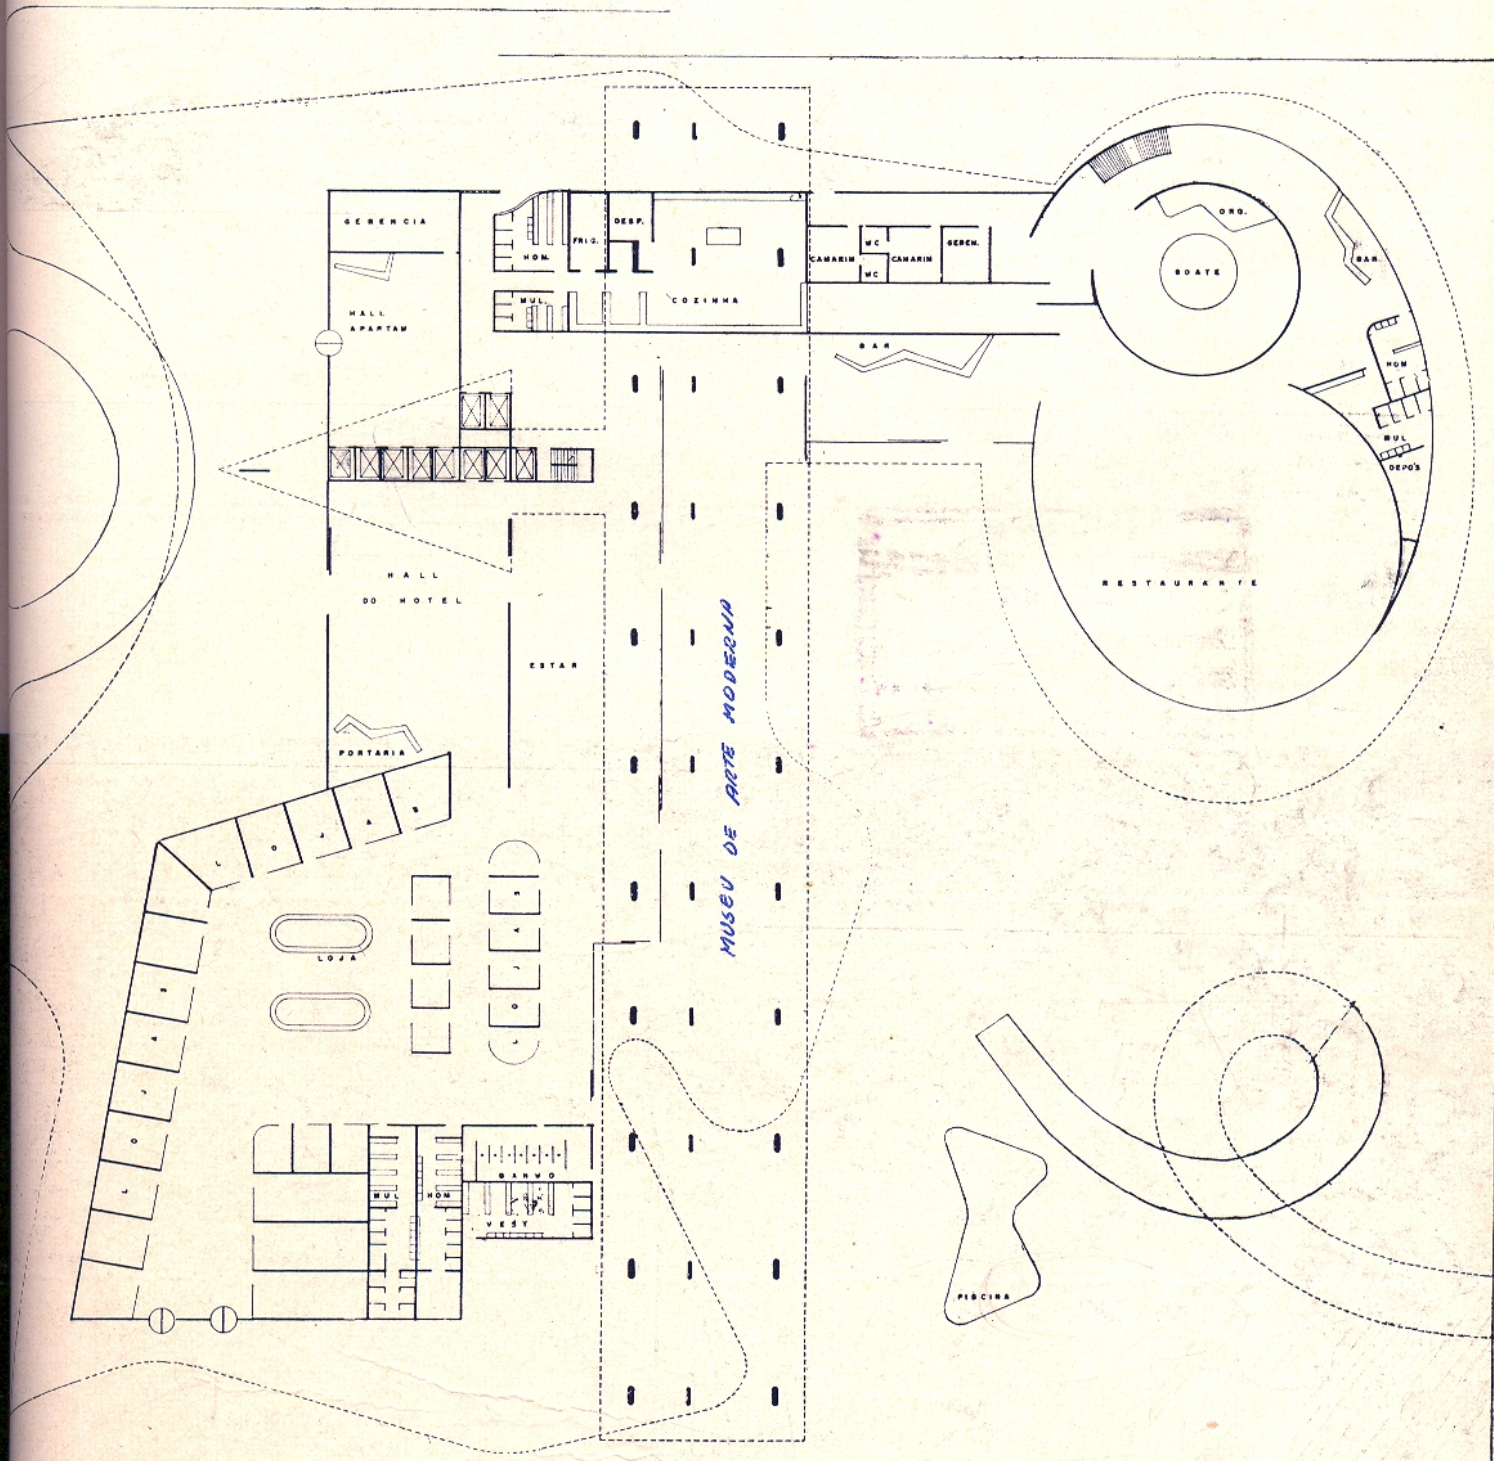 GERENCIA
HALL
APARTAM
HOM.
FRIG.
DESP.
MUL.
COZINHA
CAMARIM
WC
WC
CAMARIM
GEREN.
BAR
ORQ.
BOATE
BAR.
HOM
MUL
DEPO'S
RESTAURANTE
HALL
DO HOTEL
ESTAR
PORTARIA
MUSEU DE ARTE MODERNA
LOJAS
LOJA
LOJAS
LOJAS
MUL
HOM
BANHO
VEST
PISCINA